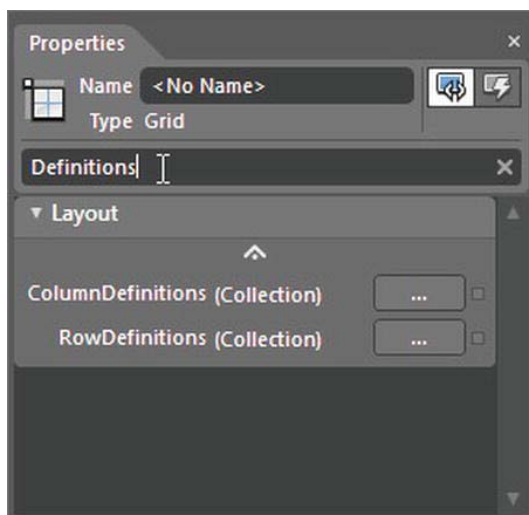 Properties
Name <No Name>
Type Grid
Definitions
Layout
ColumnDefinitions (Collection) ...
RowDefinitions (Collection) ...